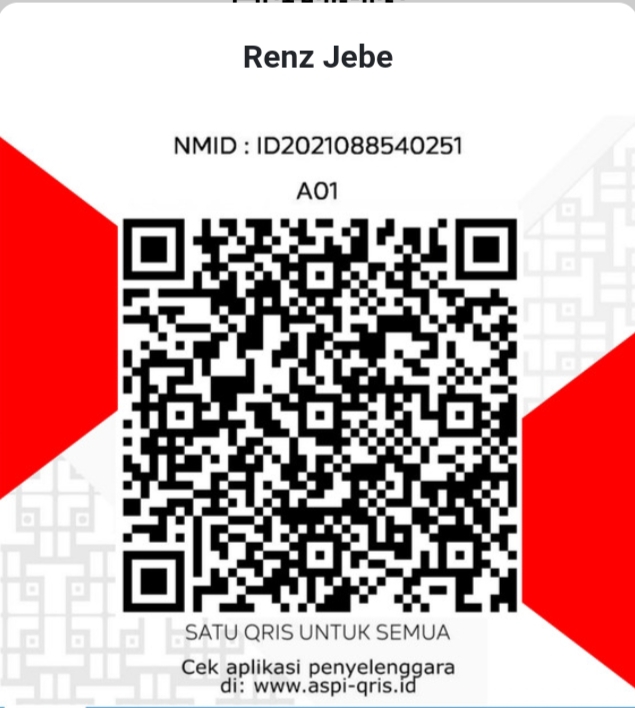 Renz Jebe
NMID : ID2021088540251
A01
SATU QRIS UNTUK SEMUA
Cek aplikasi penyelenggara
di: www.aspi-qris.id